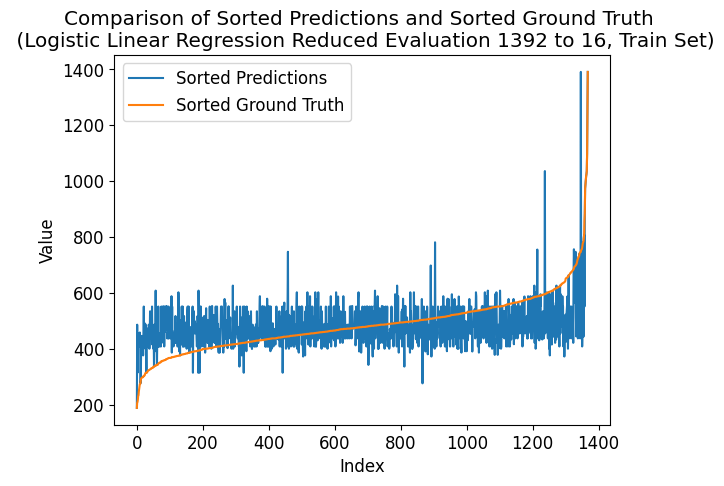 Comparison of Sorted Predictions and Sorted Ground Truth
(Logistic Linear Regression Reduced Evaluation 1392 to 16, Train Set)
Sorted Predictions
Sorted Ground Truth
1400
1200
1000
800
600
400
200
Value
0 200 400 600 800 1000 1200 1400
Index